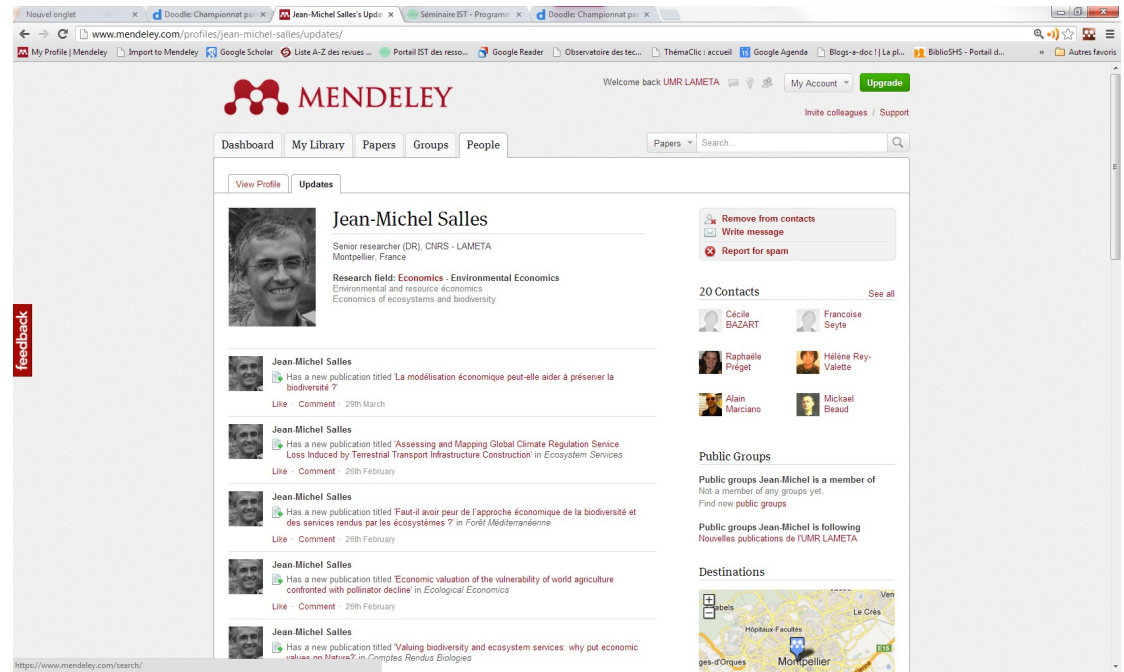 Nouvel onglet
Doodle: Championnat par
Jean-Michel Salles's Updat
Séminaire IST - Programm
Doodle: Championnat par
www.mendeley.com/profiles/jean-michel-salles/updates/
My Profile | Mendeley
Import to Mendeley
Google Scholar
Liste A-Z des revues ...
Portail IST des resso...
Google Reader
Observatoire des tec...
ThémaClic : accueil
Google Agenda
Blogs-a-doc ! | La pl...
BiblioSHS - Portail d...
»
Autres favoris
MENDELEY
Welcome back UMR LAMETA
My Account
Upgrade
Invite colleagues / Support
Dashboard
My Library
Papers
Groups
People
Papers
Search...
View Profile
Updates
feedback
Jean-Michel Salles
Senior researcher (DR), CNRS - LAMETA
Montpellier, France
Research field: Economics - Environmental Economics
Environmental and resource économics
Economics of ecosystems and biodiversity
Jean-Michel Salles
Has a new publication titled 'La modélisation économique peut-elle aider à préserver la
biodiversité ?'
Like · Comment · 29th March
Jean-Michel Salles
Has a new publication titled 'Assessing and Mapping Global Climate Regulation Service
Loss Induced by Terrestrial Transport Infrastructure Construction' in Ecosystem Services
Like · Comment · 26th February
Jean-Michel Salles
Has a new publication titled 'Faut-il avoir peur de l'approche économique de la biodiversité et
des services rendus par les écosystémes ?' in Forêt Méditerranéenne
Like · Comment · 26th February
Jean-Michel Salles
Has a new publication titled 'Economic valuation of the vulnerability of world agriculture
confronted with pollinator decline' in Ecological Economics
Like · Comment · 26th February
Jean-Michel Salles
Has a new publication titled 'Valuing biodiversity and ecosystem services: why put economic
values on Nature?' in Comptes Rendus Biologies
Remove from contacts
Write message
Report for spam
20 Contacts
See all
Cécile
BAZART
Francoise
Seyte
Raphaële
Préget
Hélène Rey-
Valette
Alain
Marciano
Mickael
Beaud
Public Groups
Public groups Jean-Michel is a member of
Not a member of any groups yet.
Find new public groups.
Public groups Jean-Michel is following
Nouvelles publications de l'UMR LAMETA
Destinations
abels
Ven
Le Crès
Hôpitaux-Facultés
E15
ges-d'Orques
Montpellier
https://www.mendeley.com/search/